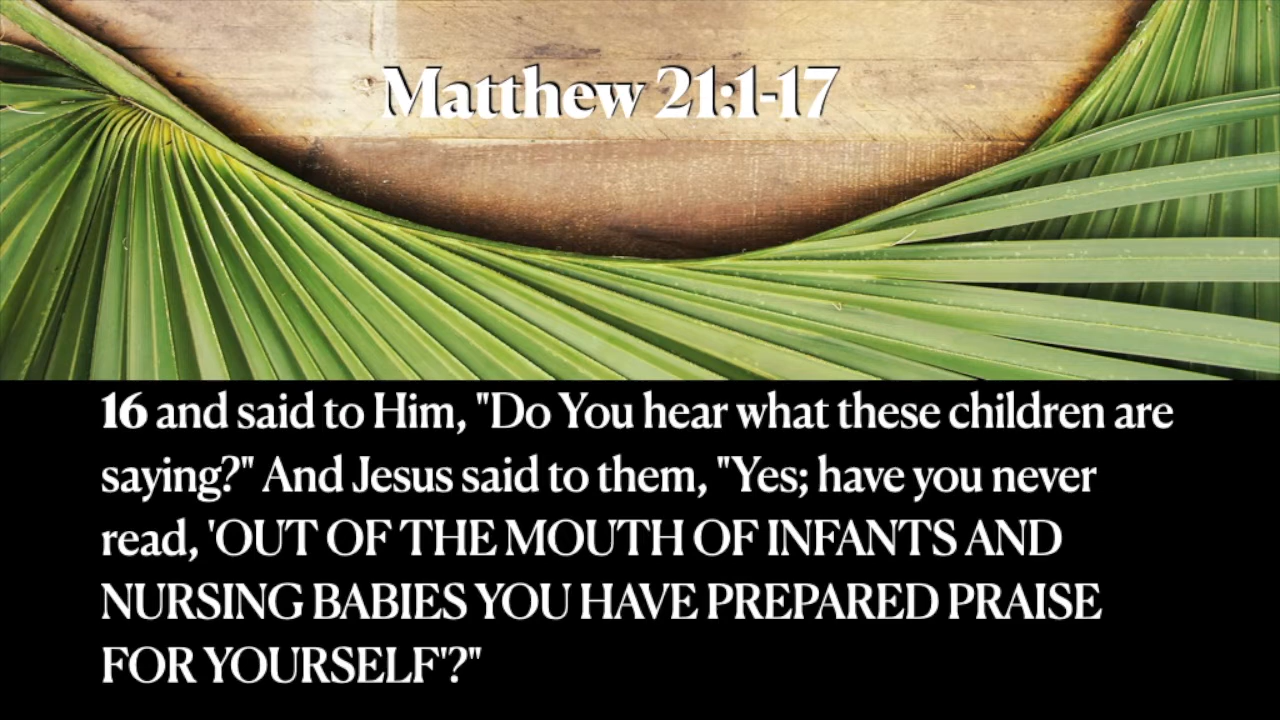 Matthew 21:1-17
16 and said to Him, "Do You hear what these children are
saying?" And Jesus said to them, "Yes; have you never
read, 'OUT OF THE MOUTH OF INFANTS AND
NURSING BABIES YOU HAVE PREPARED PRAISE
FOR YOURSELF'?"